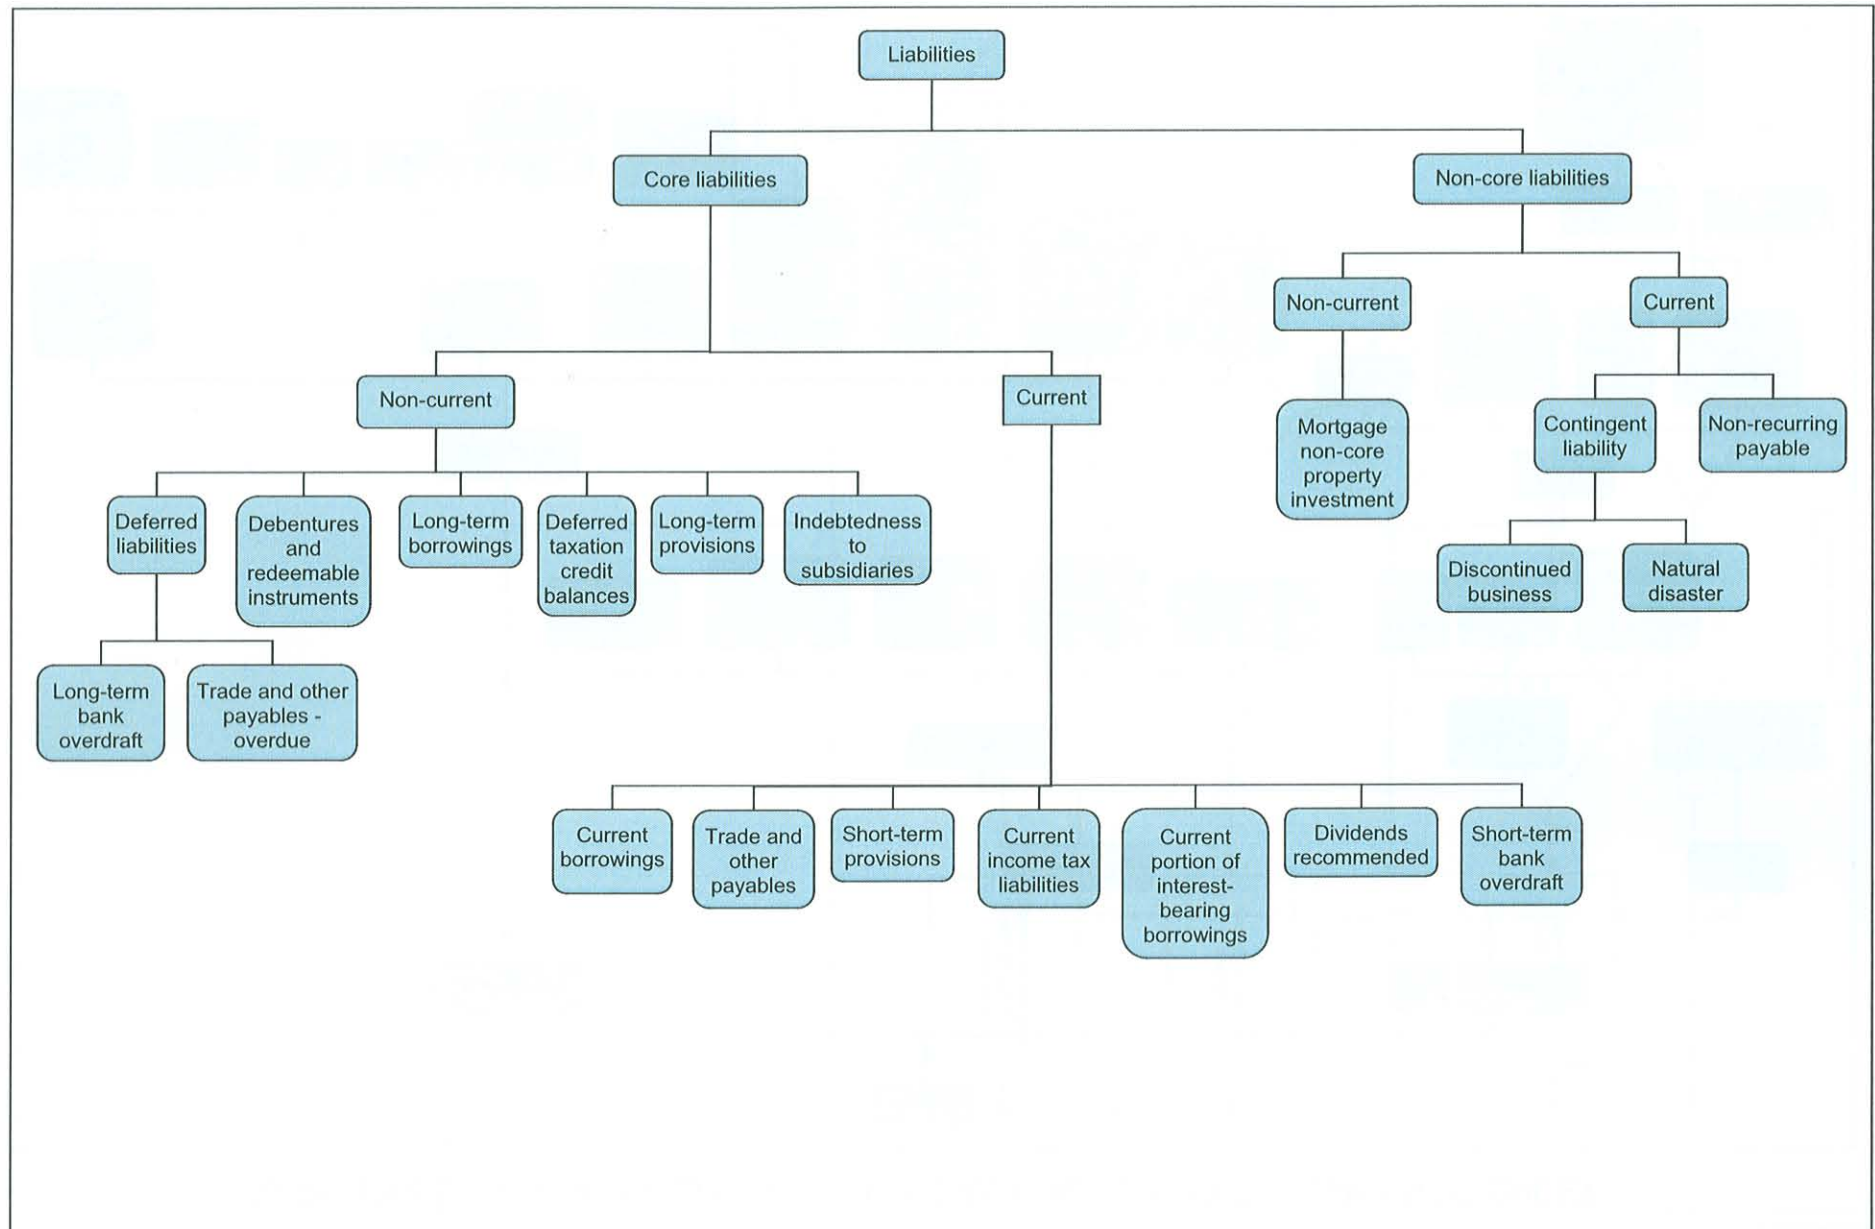 Liabilities
Core liabilities
Non-core liabilities
Non-current
Current
Non-current
Current
Mortgage
non-core
property
investment
Contingent
liability
Non-recurring
payable
Discontinued
business
Natural
disaster
Deferred
liabilities
Debentures
and
redeemable
instruments
Long-term
borrowings
Deferred
taxation
credit
balances
Long-term
provisions
Indebtedness
to
subsidiaries
Long-term
bank
overdraft
Trade and other
payables -
overdue
Current
borrowings
Trade and
other
payables
Short-term
provisions
Current
income tax
liabilities
Current
portion of
interest-
bearing
borrowings
Dividends
recommended
Short-term
bank
overdraft